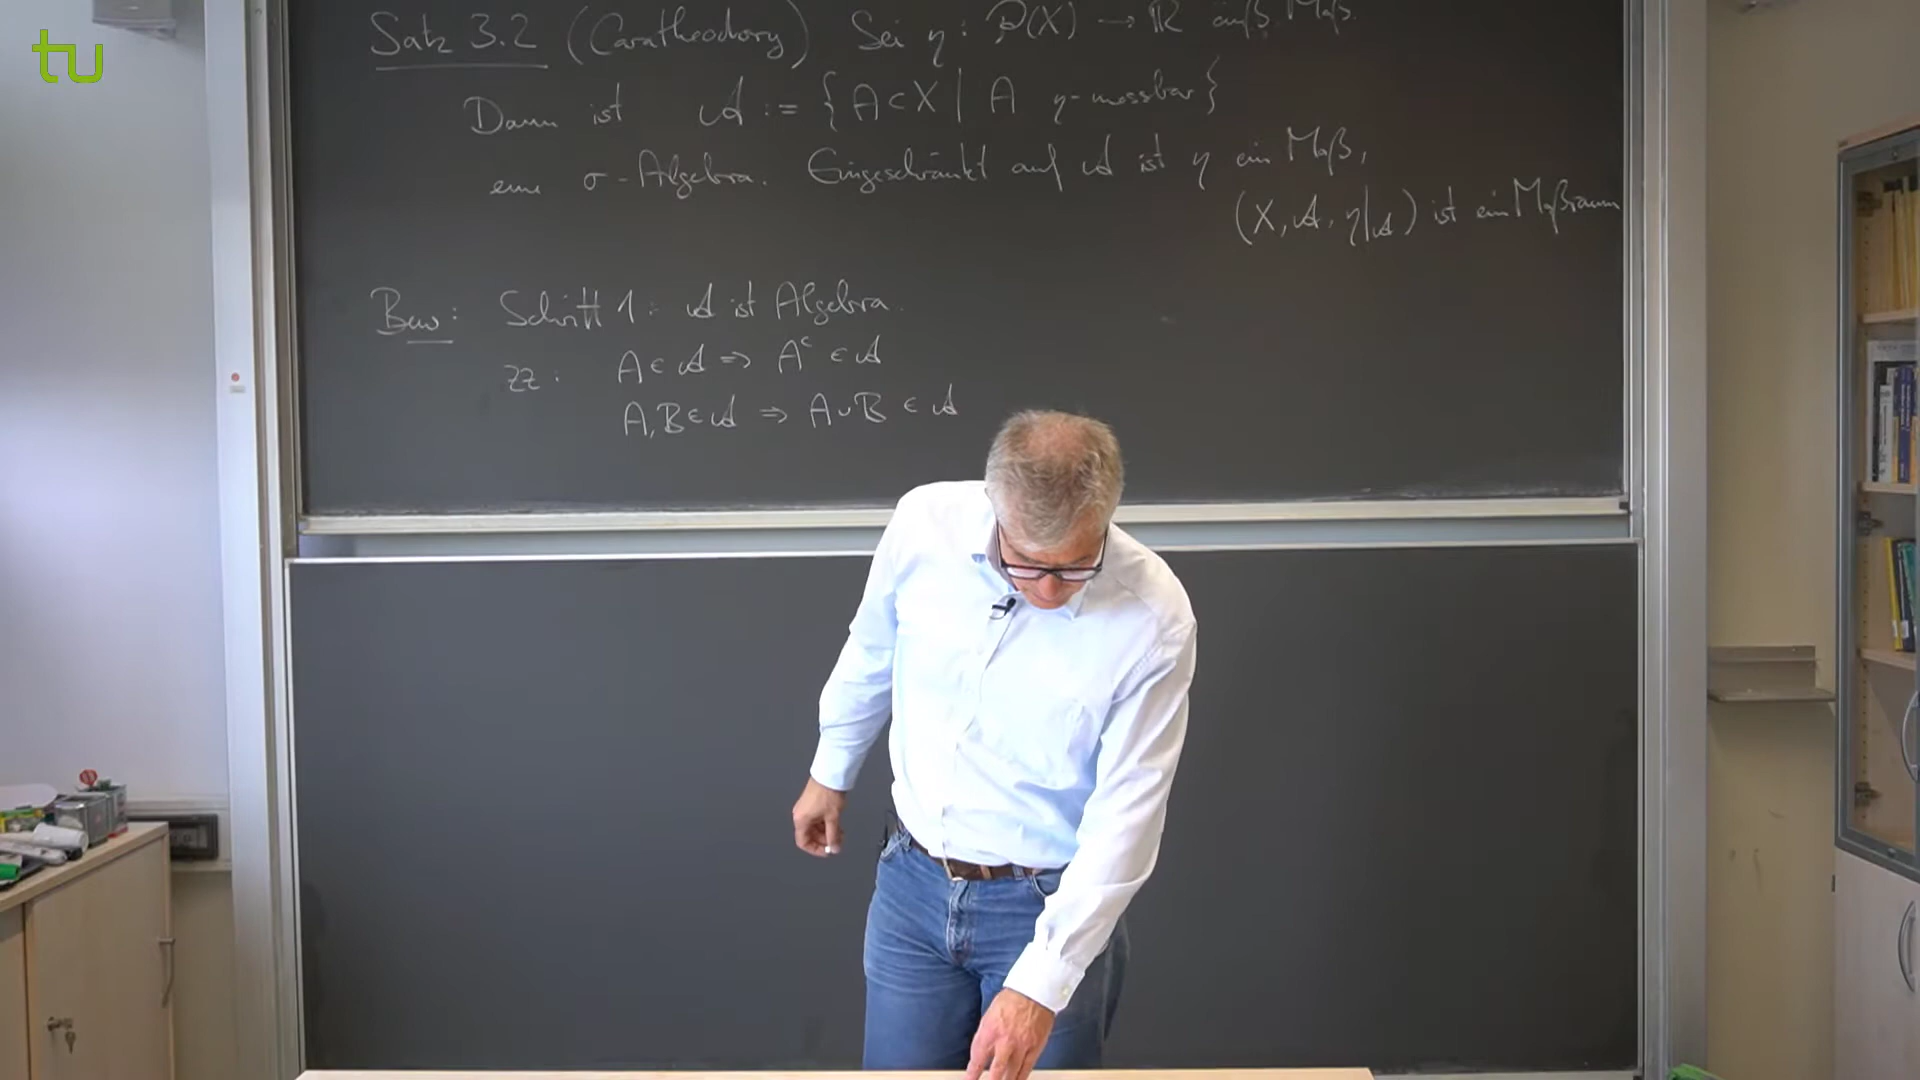 tu
Satz 3.2 (Caratheodory) Sei η : P(X) → ℝ äuß. Maß.
Dann ist 𝒜 := { A ⊂ X | A η-messbar }
eine σ-Algebra. Eingeschränkt auf 𝒜 ist η ein Maß,
(X, 𝒜, η|𝒜) ist ein Maßraum
Bew: Schritt 1: 𝒜 ist Algebra.
zz: A ∈ 𝒜 ⇒ Aᶜ ∈ 𝒜
A, B ∈ 𝒜 ⇒ A ∪ B ∈ 𝒜